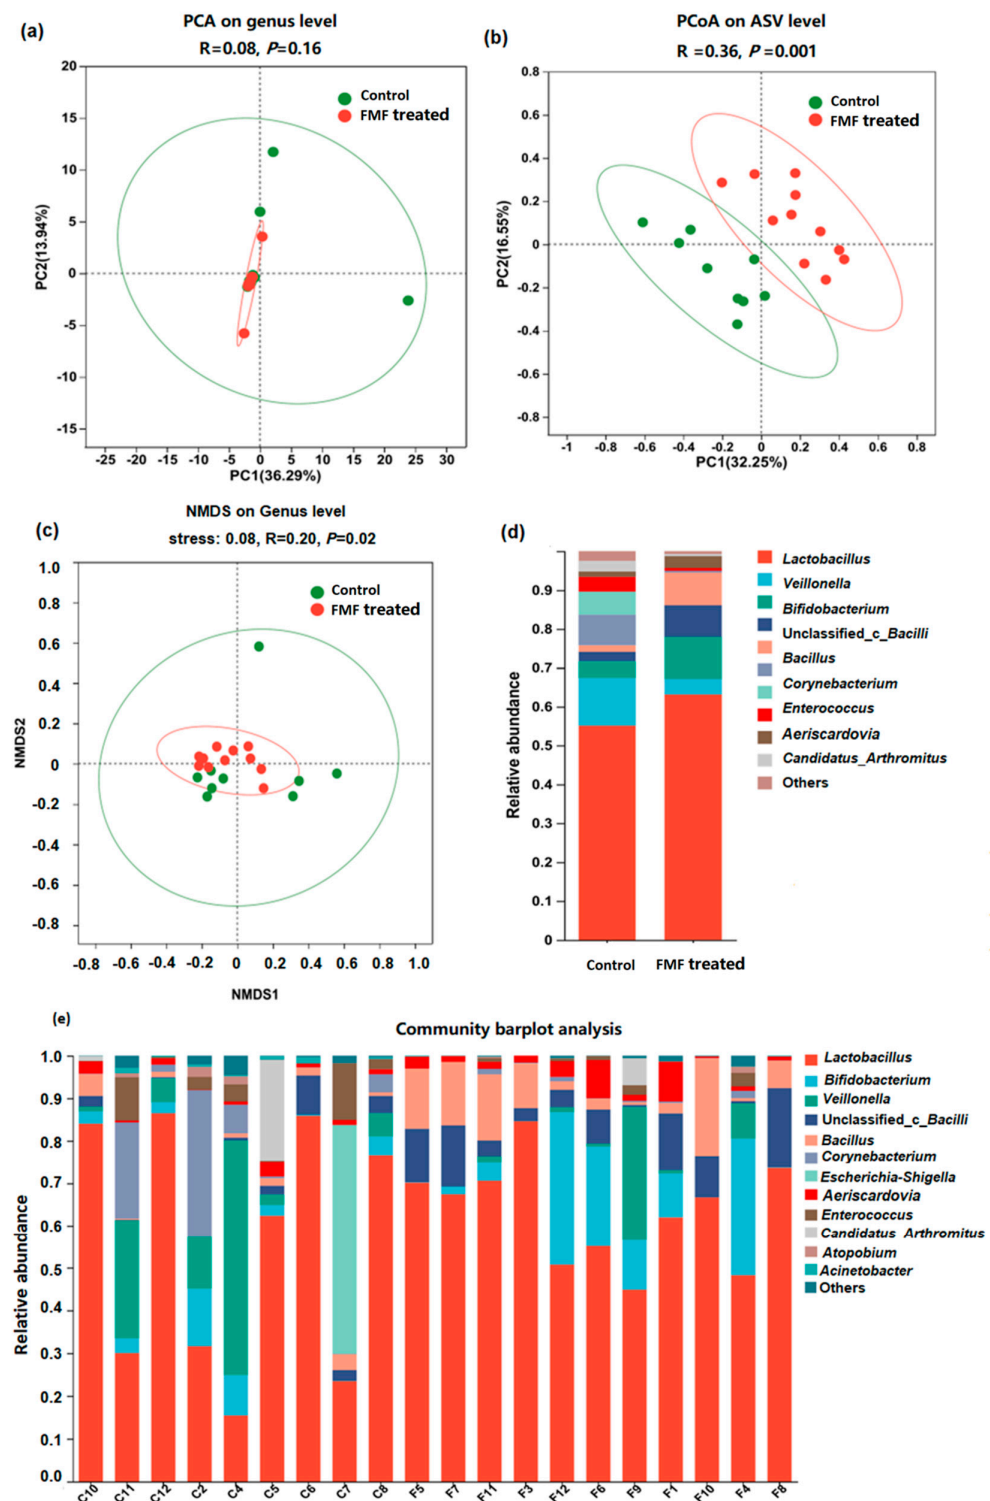 (a)
PCA on genus level
R=0.08, P=0.16
20
15
10
5
0
-5
-10
-15
PC2(13.94%)
Control
FMF treated
-25 -20 -15 -10 -5 0 5 10 15 20 25 30
PC1(36.29%)
(b)
PCoA on ASV level
R =0.36, P =0.001
0.8
0.6
0.4
0.2
0
-0.2
-0.4
-0.6
-0.8
PC2(16.55%)
Control
FMF treated
-1 -0.8 -0.6 -0.4 -0.2 0 0.2 0.4 0.6 0.8
PC1(32.25%)
(c)
NMDS on Genus level
stress: 0.08, R=0.20, P=0.02
1.0
0.8
0.6
0.4
0.2
0
-0.2
-0.4
-0.6
-0.8
NMDS2
Control
FMF treated
-0.8 -0.6 -0.4 -0.2 0 0.2 0.4 0.6 0.8 1.0
NMDS1
(d)
0.9
0.8
0.7
0.6
0.5
0.4
0.3
0.2
0.1
0
Relative abundance
Control FMF treated
Lactobacillus
Veillonella
Bifidobacterium
Unclassified_c_Bacilli
Bacillus
Corynebacterium
Enterococcus
Aeriscardovia
Candidatus_Arthromitus
Others
(e)
Community barplot analysis
1.0
0.9
0.8
0.7
0.6
0.5
0.4
0.3
0.2
0.1
0.0
Relative abundance
C10 C11 C12 C2 C4 C5 C6 C7 C8 F5 F7 F11 F3 F12 F6 F9 F1 F10 F4 F8
Lactobacillus
Bifidobacterium
Veillonella
Unclassified_c_Bacilli
Bacillus
Corynebacterium
Escherichia-Shigella
Aeriscardovia
Enterococcus
Candidatus_Arthromitus
Atopobium
Acinetobacter
Others